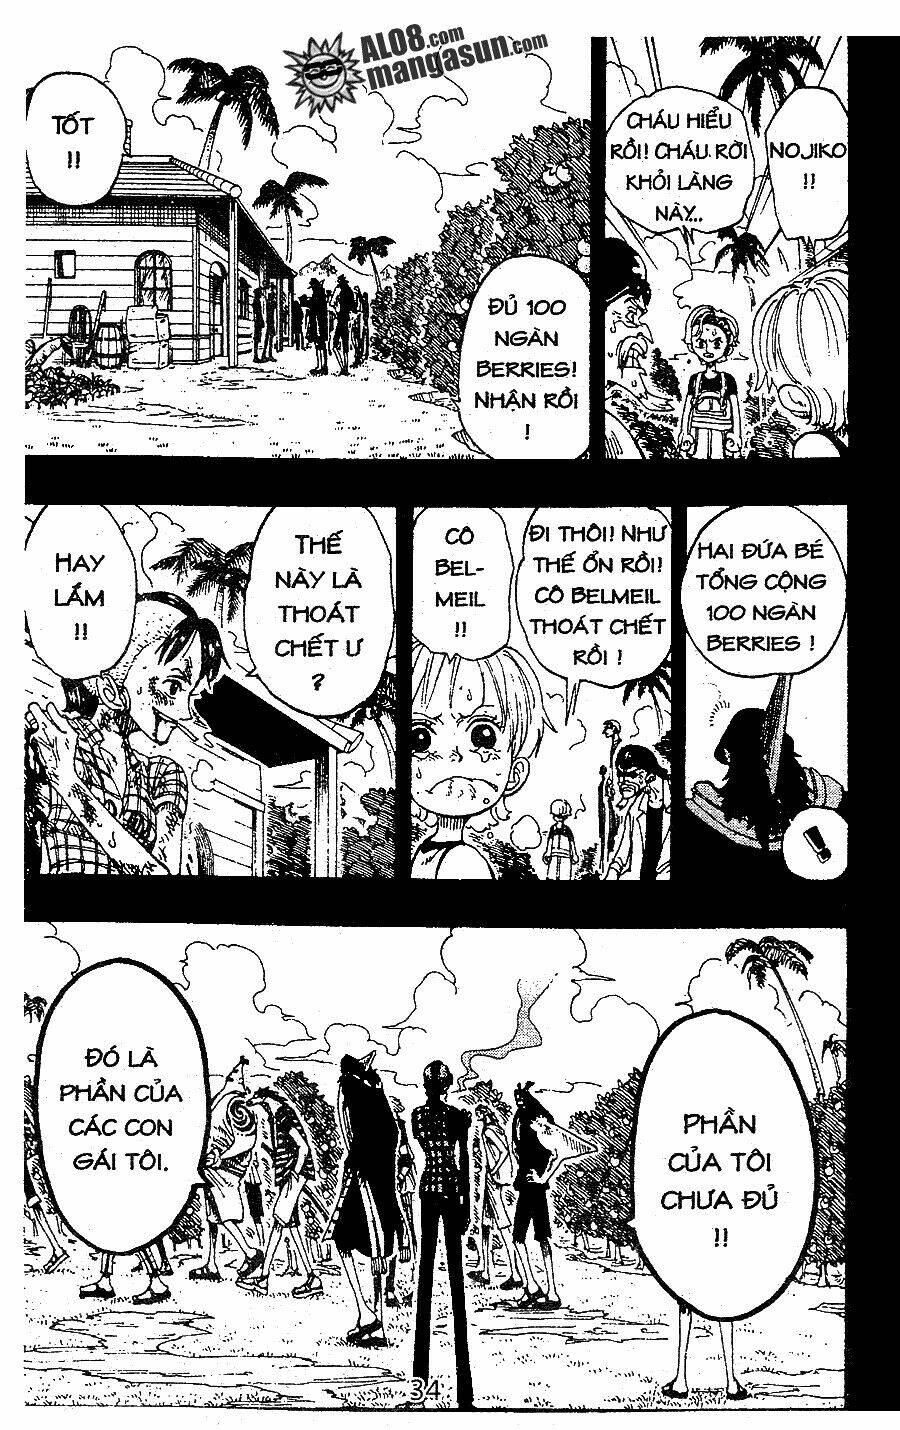 AL08.com
mangasun.com
NOJIKO
!!
CHÁU HIỂU
RỒI! CHÁU RỜI
KHỎI LÀNG
NÀY...
TỐT
!!
ĐỦ 100
NGÀN
BERRIES!
NHẬN RỒI
!
HAI ĐỨA BÉ
TỔNG CỘNG
100 NGÀN
BERRIES !
!
ĐI THÔI! NHƯ
THẾ ỔN RỒI!
CÔ BELMEIL
THOÁT CHẾT
RỒI !
CÔ
BEL-
MEIL
!!
THẾ
NÀY LÀ
THOÁT
CHẾT Ư
?
HAY
LẮM
!!
PHẦN
CỦA TÔI
CHƯA ĐỦ
!!
ĐÓ LÀ
PHẦN CỦA
CÁC CON
GÁI TÔI.
34